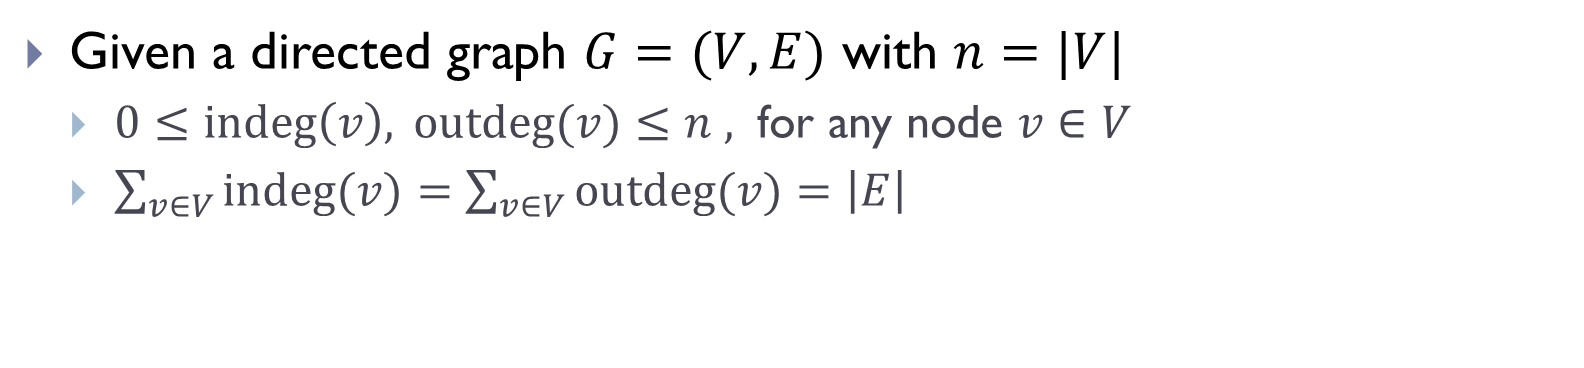 Given a directed graph 𝐺 = (𝑉, 𝐸) with 𝑛 = |𝑉|
0 ≤ indeg(𝑣), outdeg(𝑣) ≤ 𝑛 , for any node 𝑣 ∈ 𝑉
∑𝑣∈𝑉 indeg(𝑣) = ∑𝑣∈𝑉 outdeg(𝑣) = |𝐸|